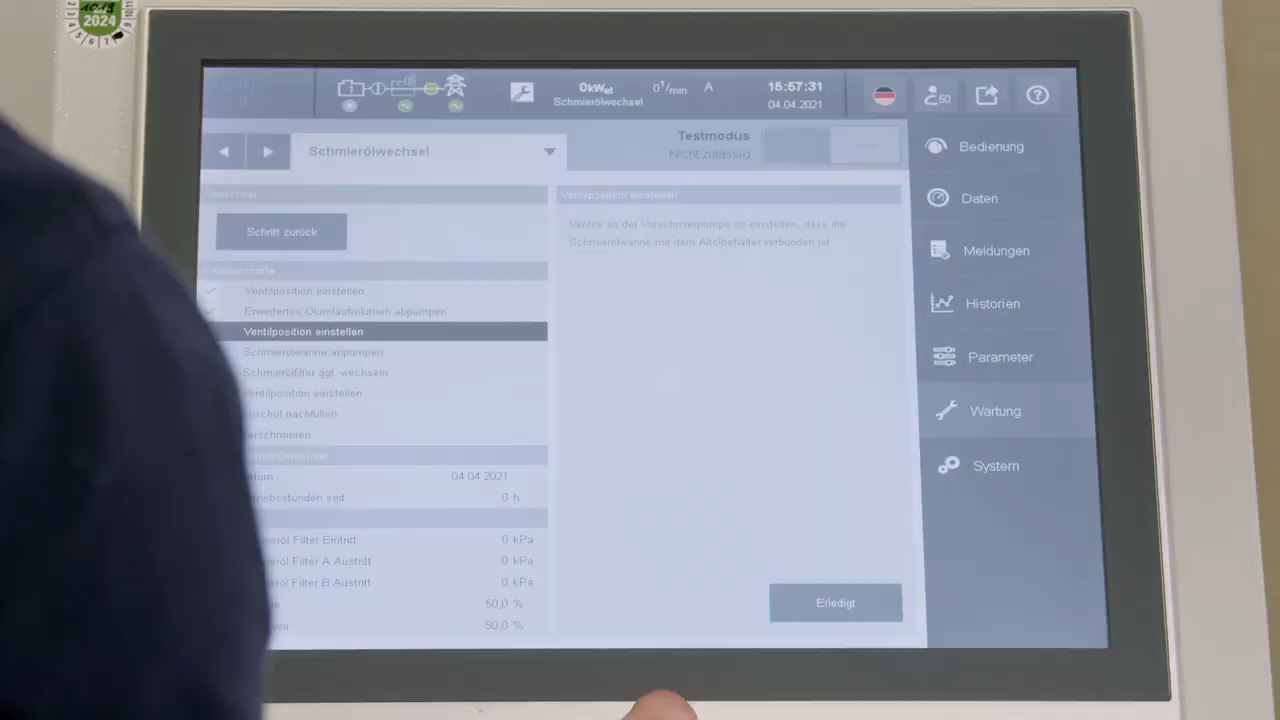 2024
0kWel
Schmierölwechsel
0 1/min
A
15:57:31
04.04.2021
50
Schmierölwechsel
Testmodus
Nicht zulässig
Bedienung
Daten
Meldungen
Historien
Parameter
Wartung
System
Schritt zurück
Ventilposition einstellen
Erweitertes Ölumlaufvolumen abpumpen
Ventilposition einstellen
Schmierölwanne abpumpen
Schmierölfilter ggf. wechseln
Ventilposition einstellen
nachfüllen
04.04.2021
seit
0 h
Filter Eintritt
0 kPa
Filter A Austritt
0 kPa
Filter B Austritt
0 kPa
50,0 %
50,0 %
Ventilposition einstellen
Ventile an der Vorschmierpumpe so einstellen, dass die
Schmierölwanne mit dem Altölbehälter verbunden ist.
Erledigt